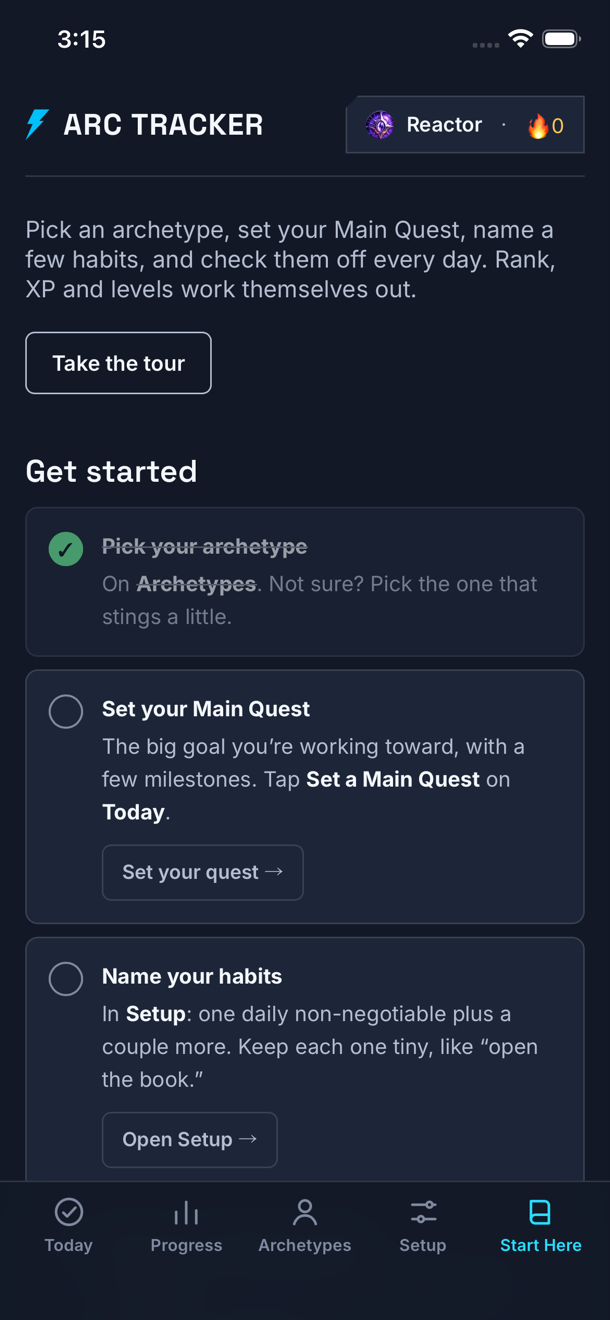 3:15
ARC TRACKER
Reactor · 🔥0
Pick an archetype, set your Main Quest, name a
few habits, and check them off every day. Rank,
XP and levels work themselves out.
Take the tour
Get started
✓ Pick your archetype
On Archetypes. Not sure? Pick the one that
stings a little.
Set your Main Quest
The big goal you’re working toward, with a
few milestones. Tap Set a Main Quest on
Today.
Set your quest →
Name your habits
In Setup: one daily non-negotiable plus a
couple more. Keep each one tiny, like “open
the book.”
Open Setup →
Today Progress Archetypes Setup Start Here